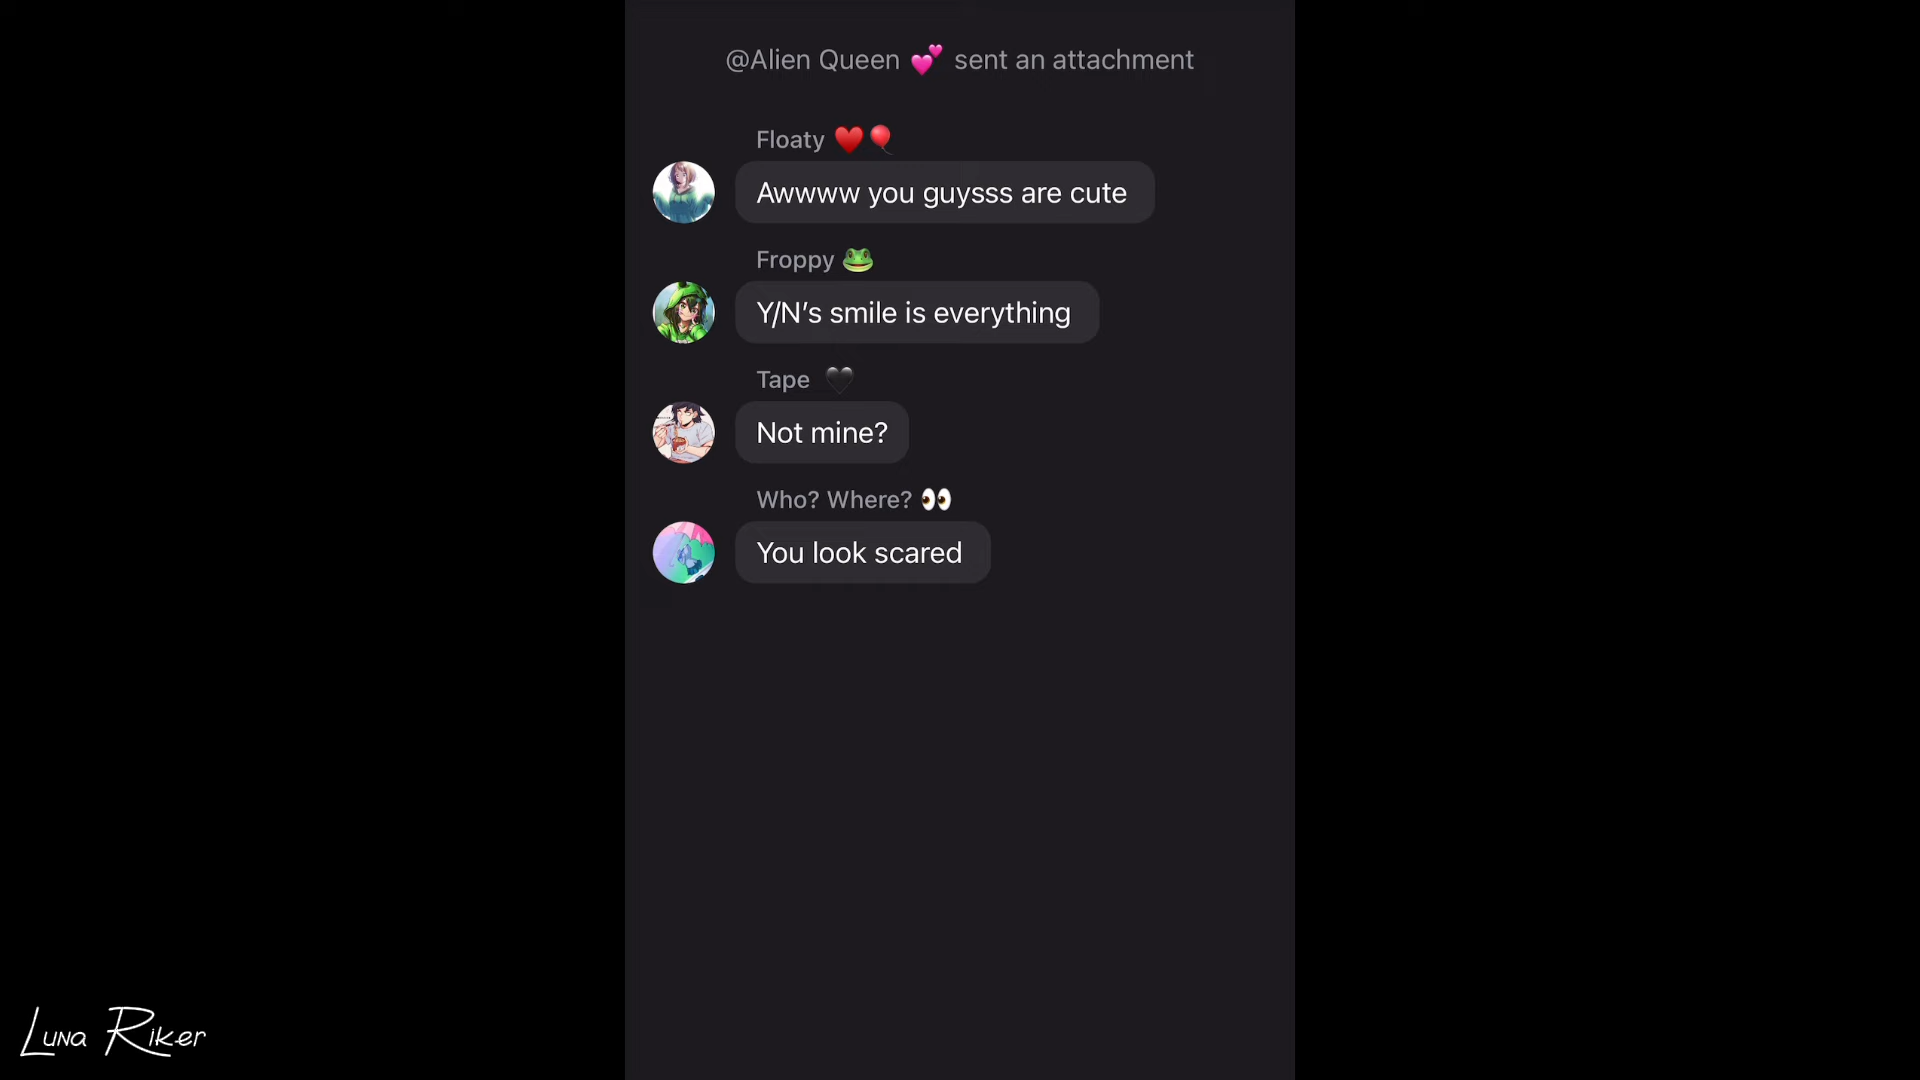 @Alien Queen 💕 sent an attachment
Floaty ❤️🎈
Awwww you guysss are cute
Froppy 🐸
Y/N’s smile is everything
Tape 🖤
Not mine?
Who? Where? 👀
You look scared
Luna Riker